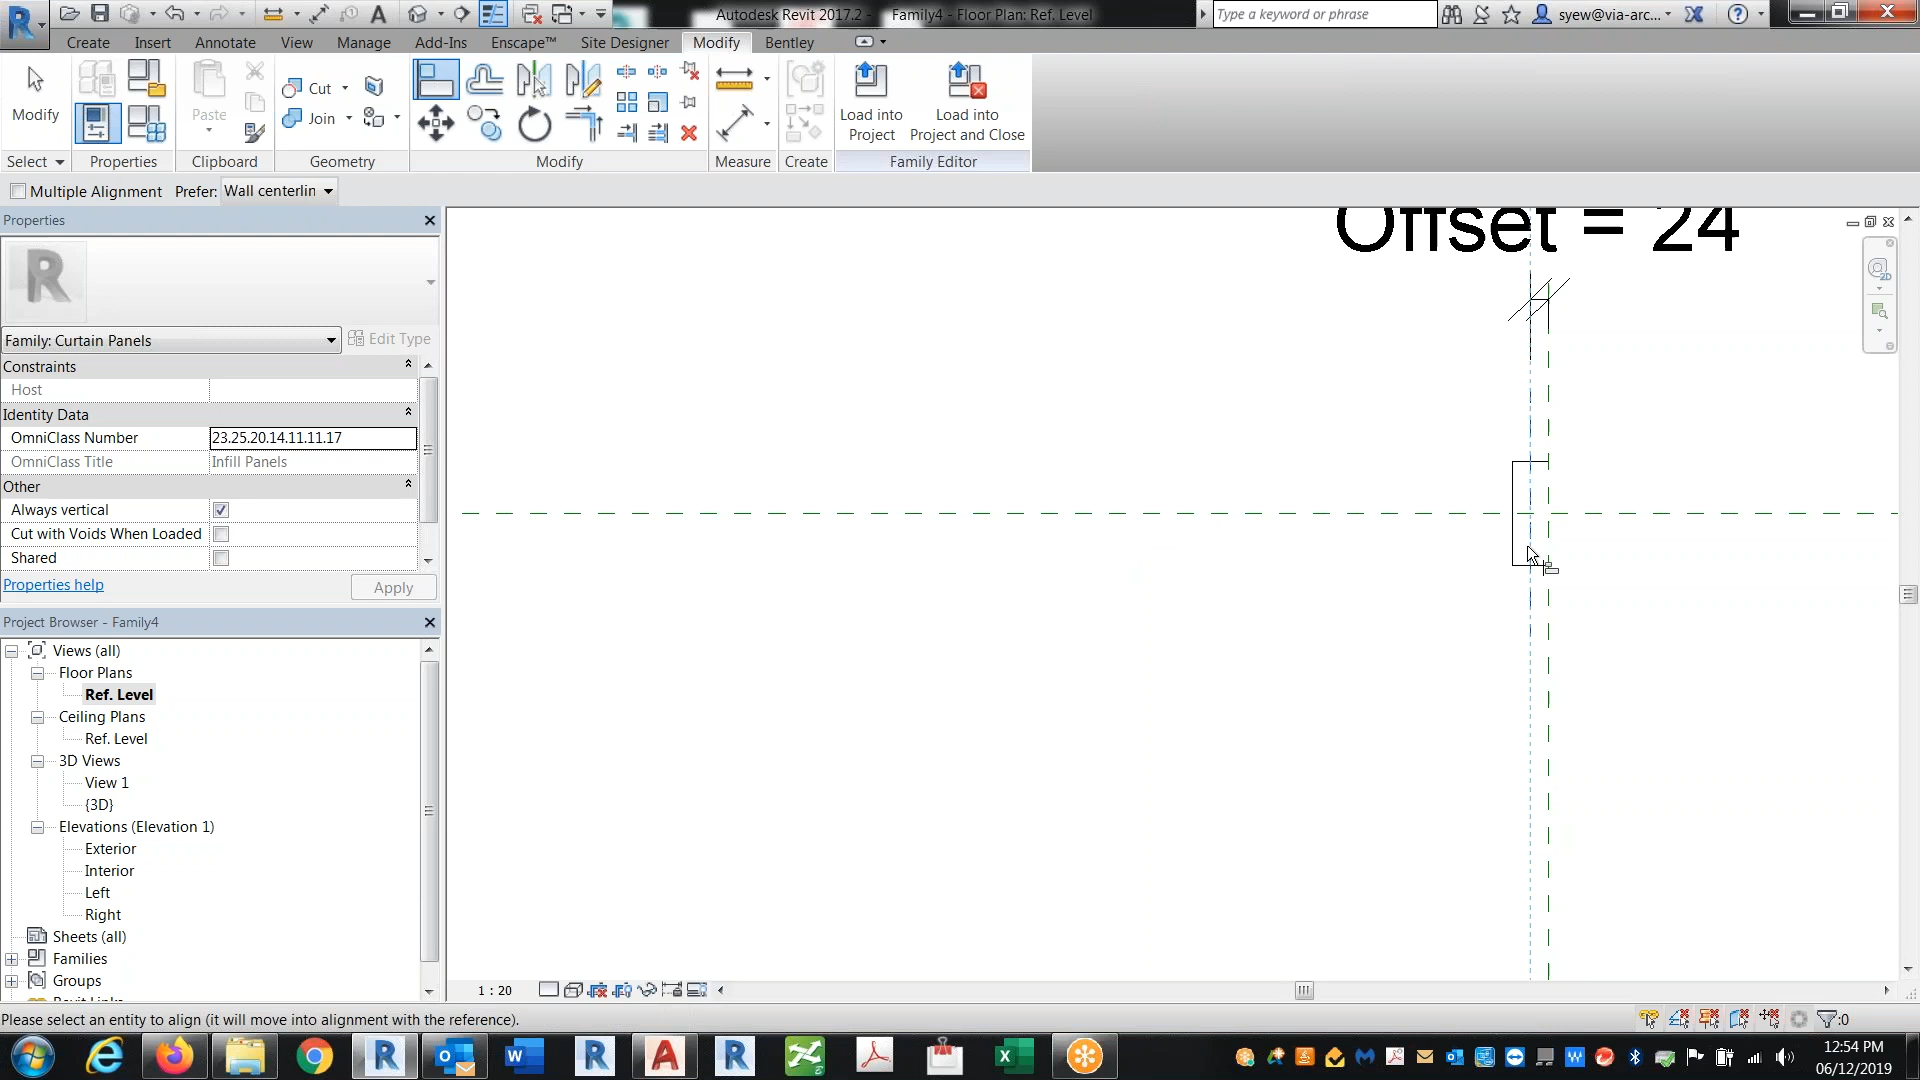 Autodesk Revit 2017.2 - Family4 - Floor Plan: Ref. Level
Type a keyword or phrase
syew@via-arc...
Create Insert Annotate View Manage Add-Ins Enscape™ Site Designer Modify Bentley
Modify
Paste
Cut
Join
Load into
Project
Load into
Project and Close
Select Properties Clipboard Geometry Modify Measure Create Family Editor
Multiple Alignment Prefer: Wall centerlin
Properties
R
Family: Curtain Panels
Edit Type
Constraints
Host
Identity Data
OmniClass Number 23.25.20.14.11.11.17
OmniClass Title Infill Panels
Other
Always vertical
Cut with Voids When Loaded
Shared
Properties help
Apply
Project Browser - Family4
Views (all)
Floor Plans
Ref. Level
Ceiling Plans
Ref. Level
3D Views
View 1
{3D}
Elevations (Elevation 1)
Exterior
Interior
Left
Right
Sheets (all)
Families
Groups
Revit Links
Offset = 24
2D
1 : 20
Please select an entity to align (it will move into alignment with the reference).
:0
12:54 PM
06/12/2019